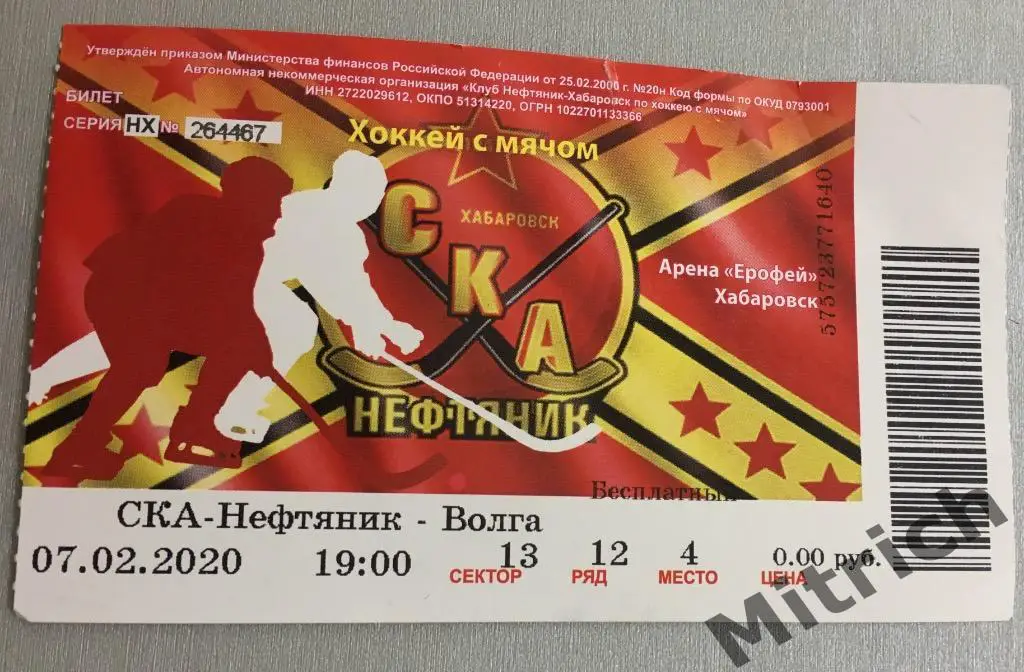 Утверждён приказом Министерства финансов Российской Федерации от 25.02.2000 г. №20н Код формы по ОКУД 0793001
Автономная некоммерческая организация «Клуб Нефтяник-Хабаровск по хоккею с мячом»
ИНН 2722029612, ОКПО 51314220, ОГРН 1022701133366
БИЛЕТ
СЕРИЯ НХ № 264467
Хоккей с мячом
ХАБАРОВСК
СКА
НЕФТЯНИК
Арена «Ерофей»
Хабаровск
575723771640
Бесплатный
СКА-Нефтяник - Волга
07.02.2020 19:00 13 СЕКТОР 12 РЯД 4 МЕСТО 0.00 руб. ЦЕНА
Mitrich